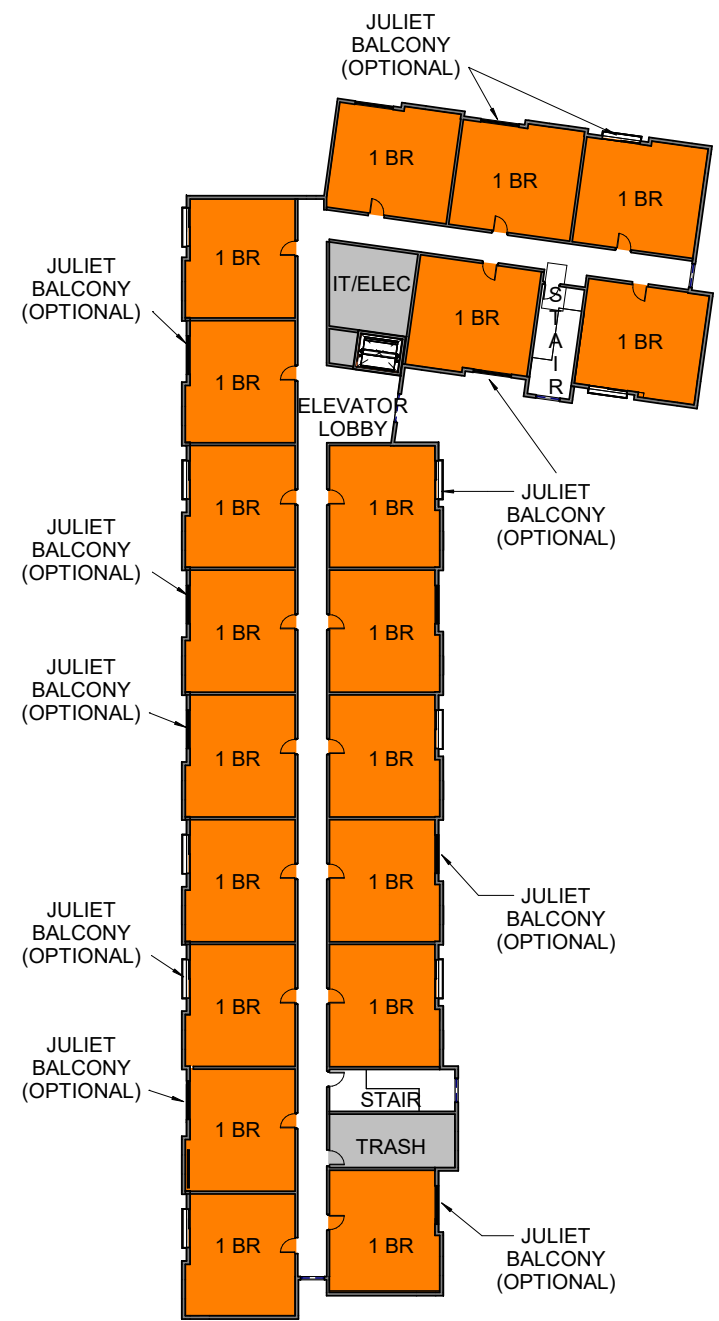 JULIET
BALCONY
(OPTIONAL)
1 BR
1 BR
1 BR
1 BR
JULIET
BALCONY
(OPTIONAL)
IT/ELEC
1 BR
STAIR
1 BR
1 BR
ELEVATOR
LOBBY
JULIET
BALCONY
(OPTIONAL)
1 BR
1 BR
JULIET
BALCONY
(OPTIONAL)
1 BR
1 BR
JULIET
BALCONY
(OPTIONAL)
1 BR
1 BR
1 BR
1 BR
JULIET
BALCONY
(OPTIONAL)
JULIET
BALCONY
(OPTIONAL)
1 BR
1 BR
JULIET
BALCONY
(OPTIONAL)
STAIR
1 BR
TRASH
1 BR
1 BR
JULIET
BALCONY
(OPTIONAL)